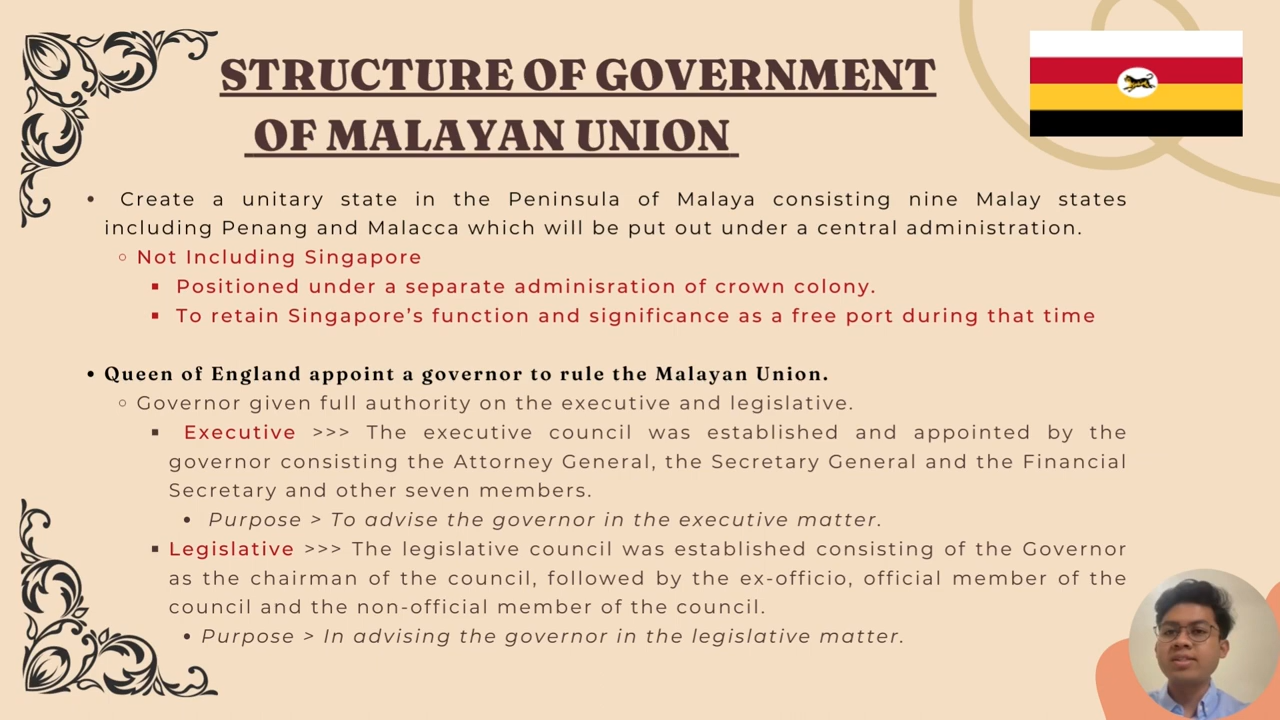 STRUCTURE OF GOVERNMENT
OF MALAYAN UNION
• Create a unitary state in the Peninsula of Malaya consisting nine Malay states
including Penang and Malacca which will be put out under a central administration.
○ Not Including Singapore
▪ Positioned under a separate adminisration of crown colony.
▪ To retain Singapore’s function and significance as a free port during that time
• Queen of England appoint a governor to rule the Malayan Union.
○ Governor given full authority on the executive and legislative.
▪ Executive >>> The executive council was established and appointed by the
governor consisting the Attorney General, the Secretary General and the Financial
Secretary and other seven members.
• Purpose > To advise the governor in the executive matter.
▪ Legislative >>> The legislative council was established consisting of the Governor
as the chairman of the council, followed by the ex-officio, official member of the
council and the non-official member of the council.
• Purpose > In advising the governor in the legislative matter.